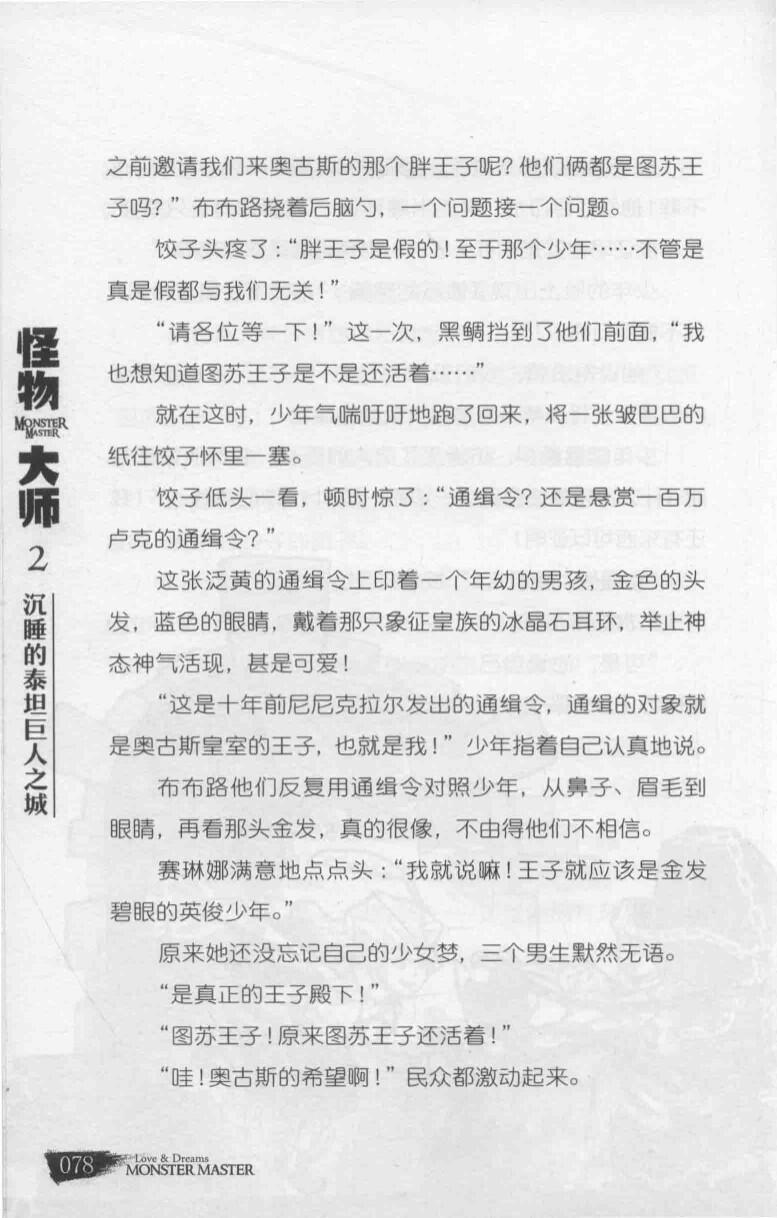 之前邀请我们来奥古斯的那个胖王子呢？他们俩都是图苏王
子吗？”布布路挠着后脑勺，一个问题接一个问题。
饺子头疼了：“胖王子是假的！至于那个少年……不管是
真是假都与我们无关！”
“请各位等一下！”这一次，黑鲷挡到了他们前面，“我
也想知道图苏王子是不是还活着……”
就在这时，少年气喘吁吁地跑了回来，将一张皱巴巴的
纸往饺子怀里一塞。
饺子低头一看，顿时惊了：“通缉令？还是悬赏一百万
卢克的通缉令？”
这张泛黄的通缉令上印着一个年幼的男孩，金色的头
发，蓝色的眼睛，戴着那只象征皇族的冰晶石耳环，举止神
态神气活现，甚是可爱！
“这是十年前尼尼克拉尔发出的通缉令，通缉的对象就
是奥古斯皇室的王子，也就是我！”少年指着自己认真地说。
布布路他们反复用通缉令对照少年，从鼻子、眉毛到
眼睛，再看那头金发，真的很像，不由得他们不相信。
赛琳娜满意地点点头：“我就说嘛！王子就应该是金发
碧眼的英俊少年。”
原来她还没忘记自己的少女梦，三个男生默然无语。
“是真正的王子殿下！”
“图苏王子！原来图苏王子还活着！”
“哇！奥古斯的希望啊！”民众都激动起来。
怪物
MONSTER
MASTER
大师
2
沉睡的泰坦巨人之城
078
Love & Dreams
MONSTER MASTER